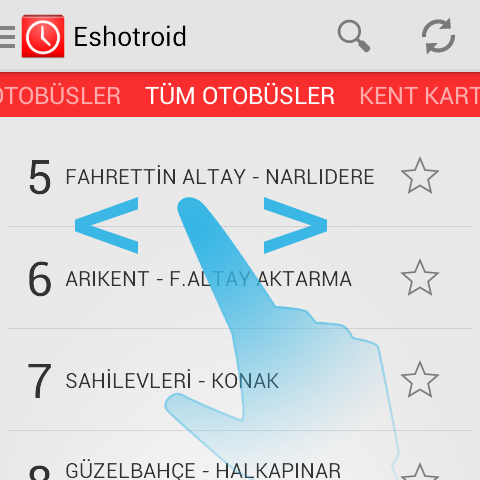 Eshotroid
OTOBÜSLER TÜM OTOBÜSLER KENT KART
5 FAHRETTİN ALTAY - NARLIDERE
< >
6 ARIKENT - F.ALTAY AKTARMA
7 SAHİLEVLERİ - KONAK
8 GÜZELBAHÇE - HALKAPINAR